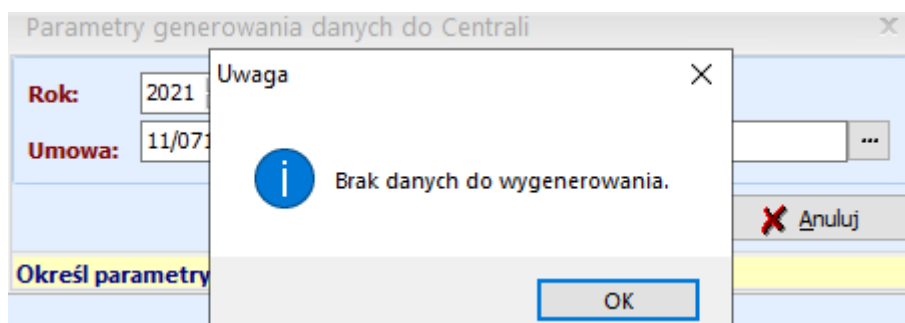 Parametry generowania danych do Centrali
Uwaga
Rok: 2021
Umowa: 11/071
...
Brak danych do wygenerowania.
Anuluj
Określ parametry
OK